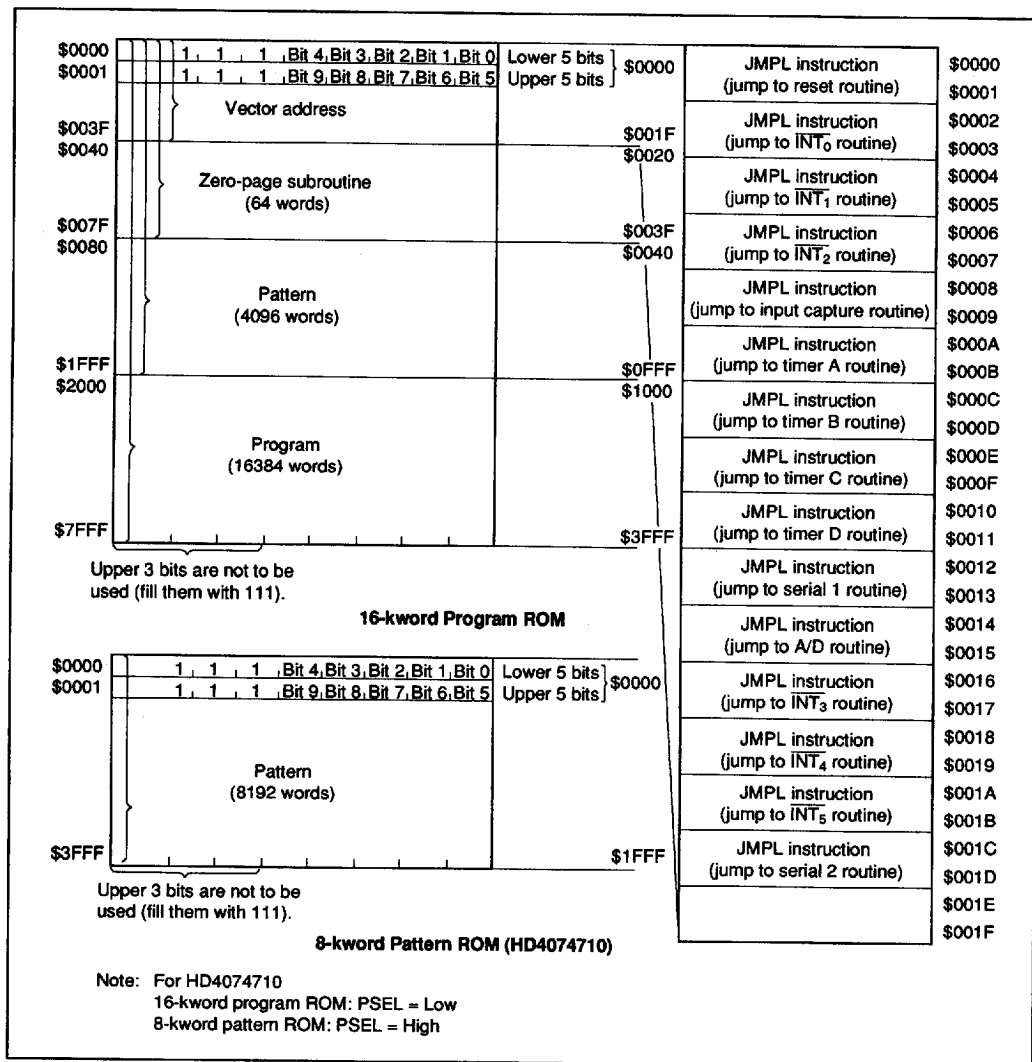 $0000 1 1 1 Bit 4 Bit 3 Bit 2 Bit 1 Bit 0 Lower 5 bits $0000
$0001 1 1 1 Bit 9 Bit 8 Bit 7 Bit 6 Bit 5 Upper 5 bits
Vector address
$003F $001F
$0040 $0020
Zero-page subroutine
(64 words)
$007F $003F
$0080 $0040
Pattern
(4096 words)
$1FFF $0FFF
$2000 $1000
Program
(16384 words)
$7FFF $3FFF
Upper 3 bits are not to be
used (fill them with 111).
16-kword Program ROM
$0000 1 1 1 Bit 4 Bit 3 Bit 2 Bit 1 Bit 0 Lower 5 bits $0000
$0001 1 1 1 Bit 9 Bit 8 Bit 7 Bit 6 Bit 5 Upper 5 bits
Pattern
(8192 words)
$3FFF $1FFF
Upper 3 bits are not to be
used (fill them with 111).
8-kword Pattern ROM (HD4074710)
JMPL instruction $0000
(jump to reset routine) $0001
JMPL instruction $0002
(jump to INT0 routine) $0003
JMPL instruction $0004
(jump to INT1 routine) $0005
JMPL instruction $0006
(jump to INT2 routine) $0007
JMPL instruction $0008
(jump to input capture routine) $0009
JMPL instruction $000A
(jump to timer A routine) $000B
JMPL instruction $000C
(jump to timer B routine) $000D
JMPL instruction $000E
(jump to timer C routine) $000F
JMPL instruction $0010
(jump to timer D routine) $0011
JMPL instruction $0012
(jump to serial 1 routine) $0013
JMPL instruction $0014
(jump to A/D routine) $0015
JMPL instruction $0016
(jump to INT3 routine) $0017
JMPL instruction $0018
(jump to INT4 routine) $0019
JMPL instruction $001A
(jump to INT5 routine) $001B
JMPL instruction $001C
(jump to serial 2 routine) $001D
$001E
$001F
Note: For HD4074710
16-kword program ROM: PSEL = Low
8-kword pattern ROM: PSEL = High